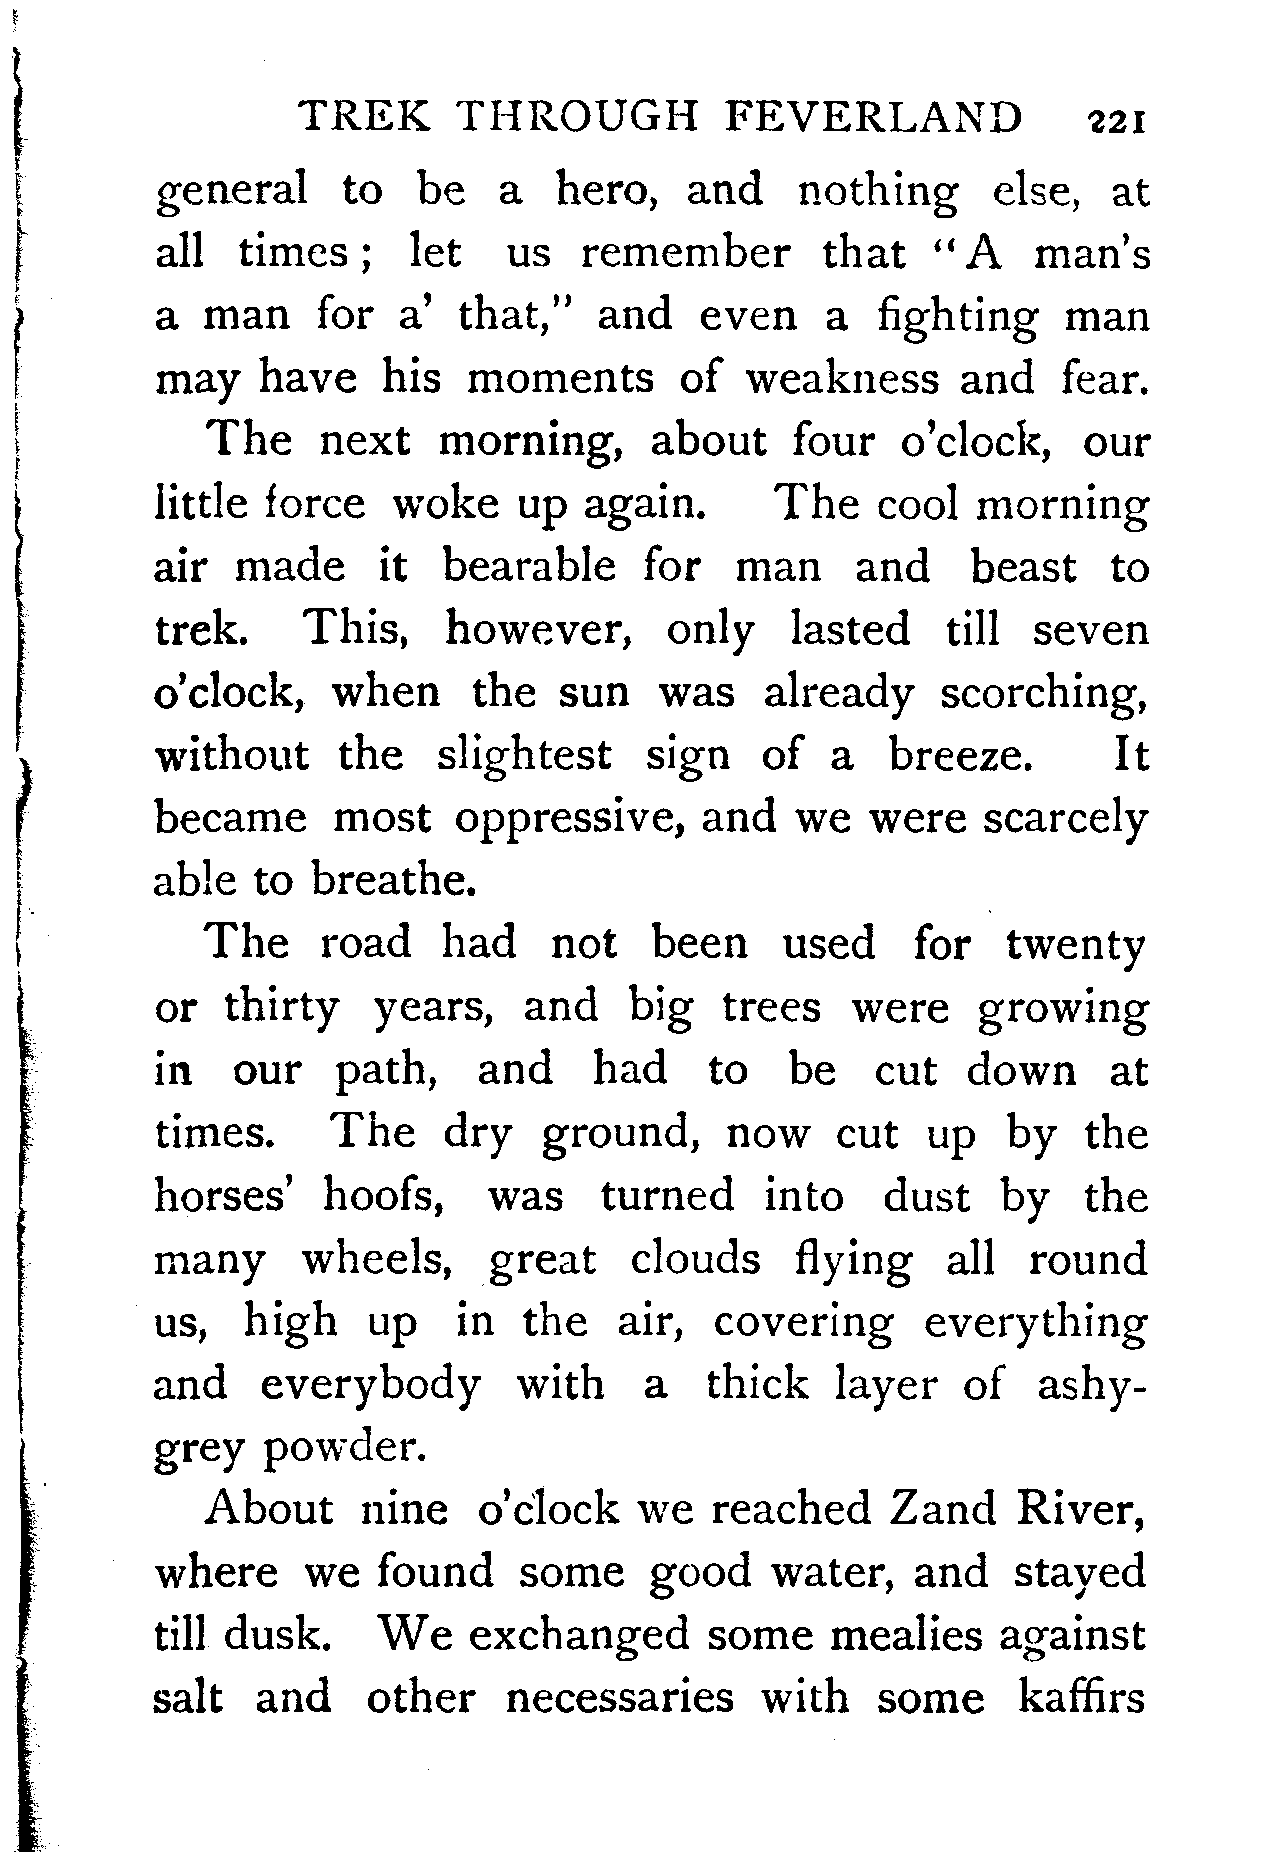 TREK THROUGH FEVERLAND 221
general to be a hero, and nothing else, at
all times; let us remember that "A man's
a man for a' that," and even a fighting man
may have his moments of weakness and fear.
The next morning, about four o'clock, our
little force woke up again. The cool morning
air made it bearable for man and beast to
trek. This, however, only lasted till seven
o'clock, when the sun was already scorching,
without the slightest sign of a breeze. It
became most oppressive, and we were scarcely
able to breathe.
The road had not been used for twenty
or thirty years, and big trees were growing
in our path, and had to be cut down at
times. The dry ground, now cut up by the
horses' hoofs, was turned into dust by the
many wheels, great clouds flying all round
us, high up in the air, covering everything
and everybody with a thick layer of ashy-
grey powder.
About nine o'clock we reached Zand River,
where we found some good water, and stayed
till dusk. We exchanged some mealies against
salt and other necessaries with some kaffirs